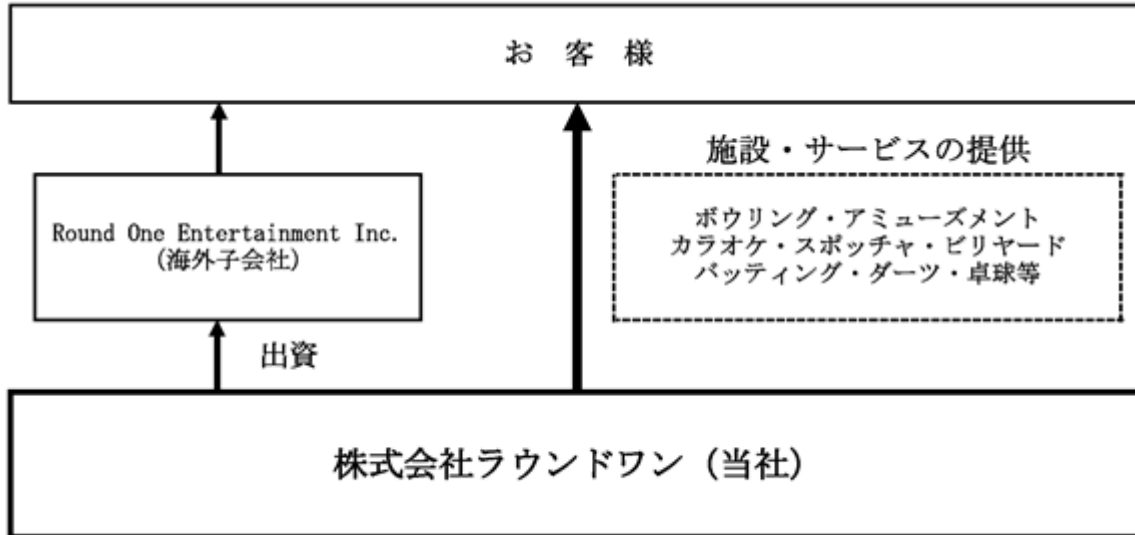 お 客 様
施設・サービスの提供
Round One Entertainment Inc.
(海外子会社)
ボウリング・アミューズメント
カラオケ・スポッチャ・ビリヤード
バッティング・ダーツ・卓球等
出資
株式会社ラウンドワン（当社）